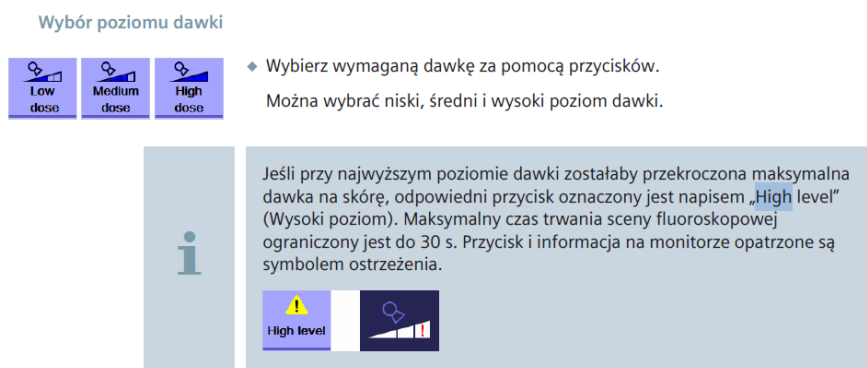 Wybór poziomu dawki
Low
dose
Medium
dose
High
dose
◆ Wybierz wymaganą dawkę za pomocą przycisków.
Można wybrać niski, średni i wysoki poziom dawki.
i
Jeśli przy najwyższym poziomie dawki zostałaby przekroczona maksymalna
dawka na skórę, odpowiedni przycisk oznaczony jest napisem „High level”
(Wysoki poziom). Maksymalny czas trwania sceny fluoroskopowej
ograniczony jest do 30 s. Przycisk i informacja na monitorze opatrzone są
symbolem ostrzeżenia.
!
High level
!